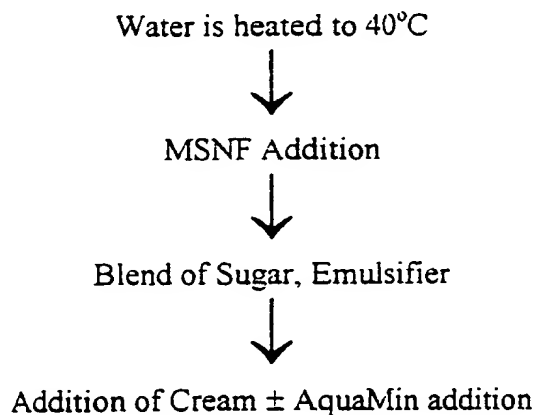 Water is heated to 40°C
MSNF Addition
Blend of Sugar, Emulsifier
Addition of Cream ± AquaMin addition